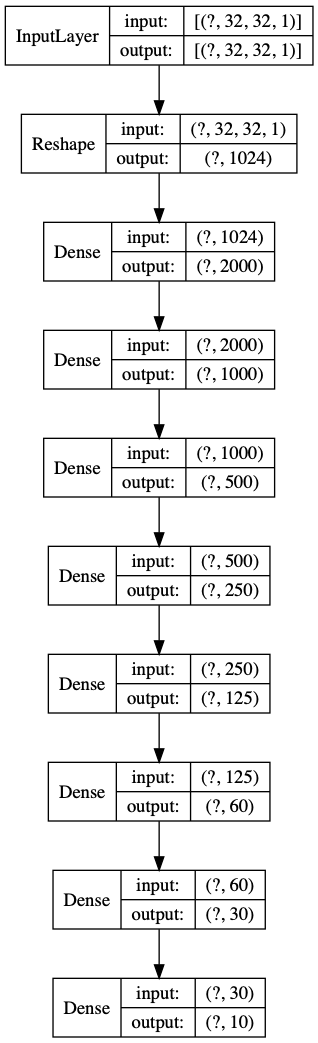 InputLayer
input: [(?, 32, 32, 1)]
output: [(?, 32, 32, 1)]
Reshape
input: (?, 32, 32, 1)
output: (?, 1024)
Dense
input: (?, 1024)
output: (?, 2000)
Dense
input: (?, 2000)
output: (?, 1000)
Dense
input: (?, 1000)
output: (?, 500)
Dense
input: (?, 500)
output: (?, 250)
Dense
input: (?, 250)
output: (?, 125)
Dense
input: (?, 125)
output: (?, 60)
Dense
input: (?, 60)
output: (?, 30)
Dense
input: (?, 30)
output: (?, 10)